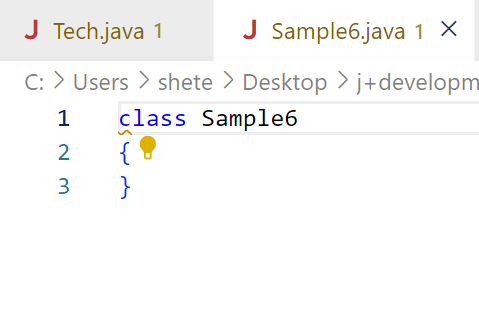 Tech.java 1 Sample6.java 1
C: > Users > shete > Desktop > j+developm
1 class Sample6
2 {
3 }